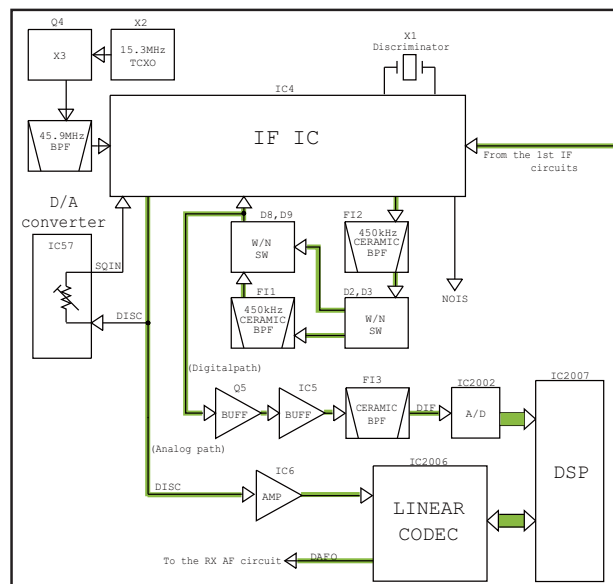 Q4
X2
X3
15.3MHz
TCXO
X1
Discriminator
IC4
IF IC
45.9MHz
BPF
From the 1st IF
circuits
D/A
converter
IC57
SQIN
DISC
D8,D9
W/N
SW
FI2
450kHz
CERAMIC
BPF
FI1
450kHz
CERAMIC
BPF
D2,D3
W/N
SW
NOIS
(Digitalpath)
Q5
BUFF
IC5
BUFF
FI3
CERAMIC
BPF
DIF
IC2002
A/D
IC2007
DSP
(Analog path)
DISC
IC6
AMP
IC2006
LINEAR
CODEC
To the RX AF circuit
DAFO